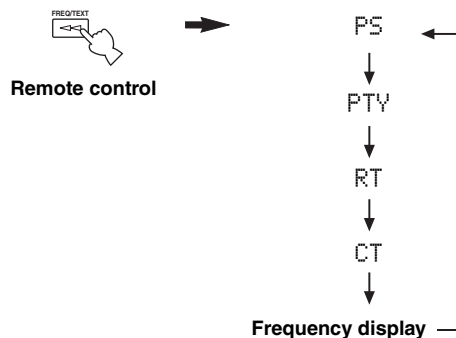 FREQ/TEXT
Remote control
PS
PTY
RT
CT
Frequency display